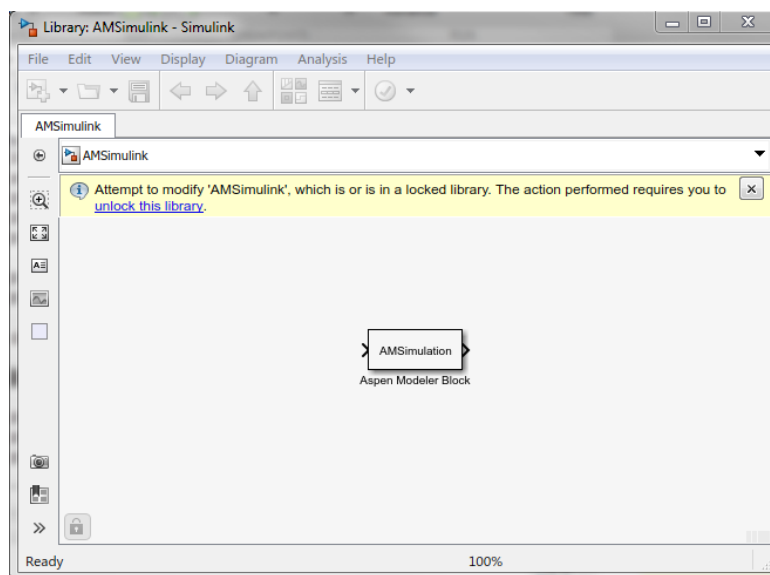 Library: AMSimulink - Simulink
File Edit View Display Diagram Analysis Help
AMSimulink
AMSimulink
Attempt to modify 'AMSimulink', which is or is in a locked library. The action performed requires you to
unlock this library.
AMSimulation
Aspen Modeler Block
Ready 100%